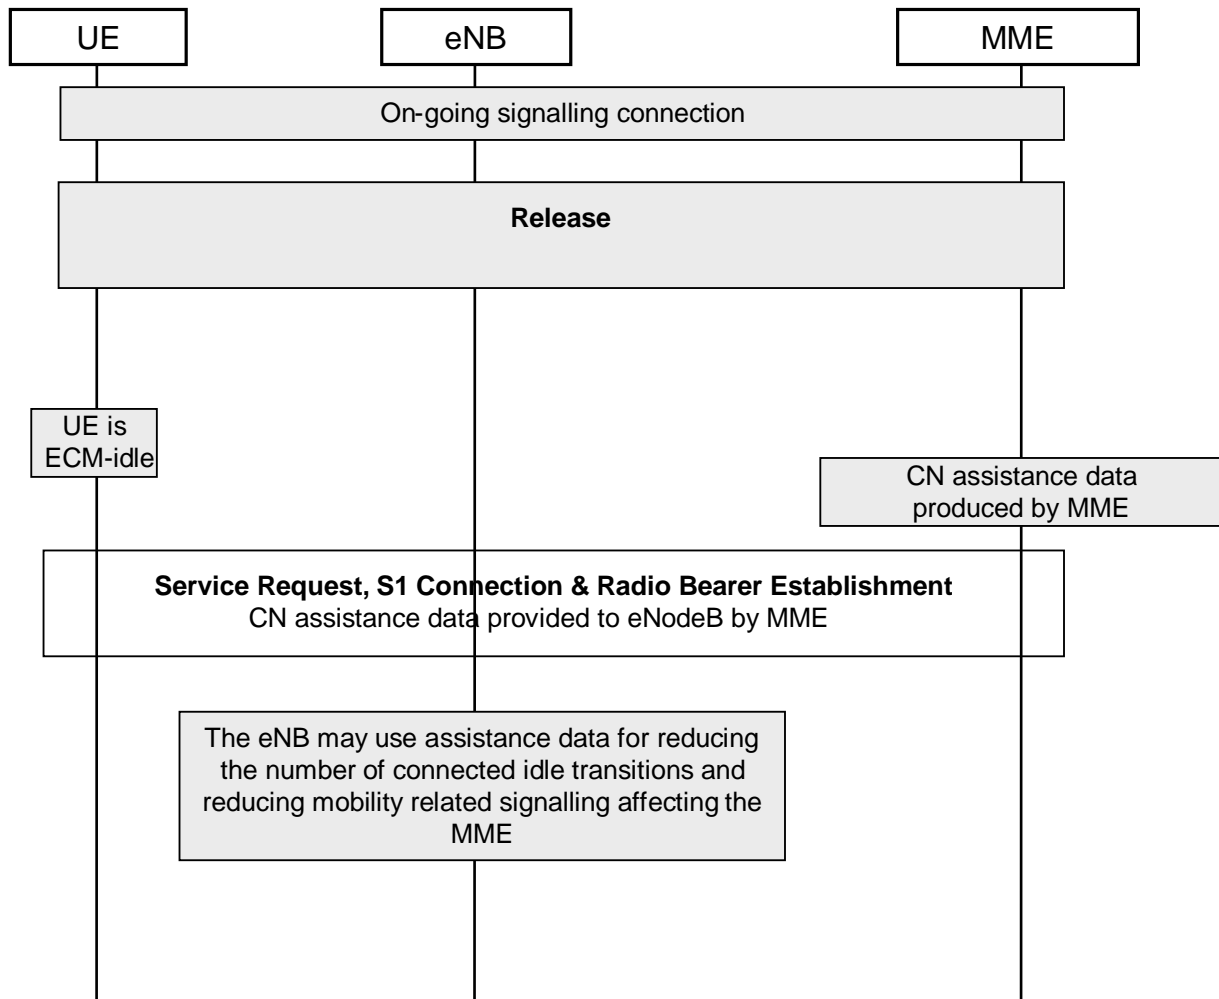 UE
eNB
MME
On-going signalling connection
Release
UE is
ECM-idle
CN assistance data
produced by MME
Service Request, S1 Connection & Radio Bearer Establishment
CN assistance data provided to eNodeB by MME
The eNB may use assistance data for reducing
the number of connected idle transitions and
reducing mobility related signalling affecting the
MME